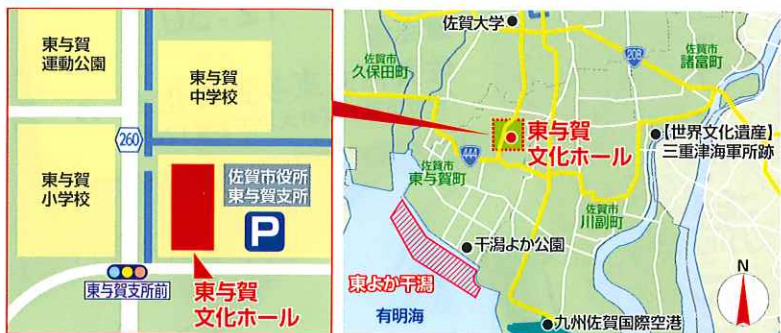 東与賀
運動公園
東与賀
中学校
260
東与賀
小学校
佐賀市役所
東与賀支所
P
東与賀支所前
東与賀
文化ホール
佐賀大学
佐賀市
久保田町
208
佐賀市
諸富町
東与賀
文化ホール
【世界文化遺産】
三重津海軍所跡
444
佐賀市
東与賀町
佐賀市
川副町
干潟よか公園
東よか干潟
有明海
九州佐賀国際空港
N